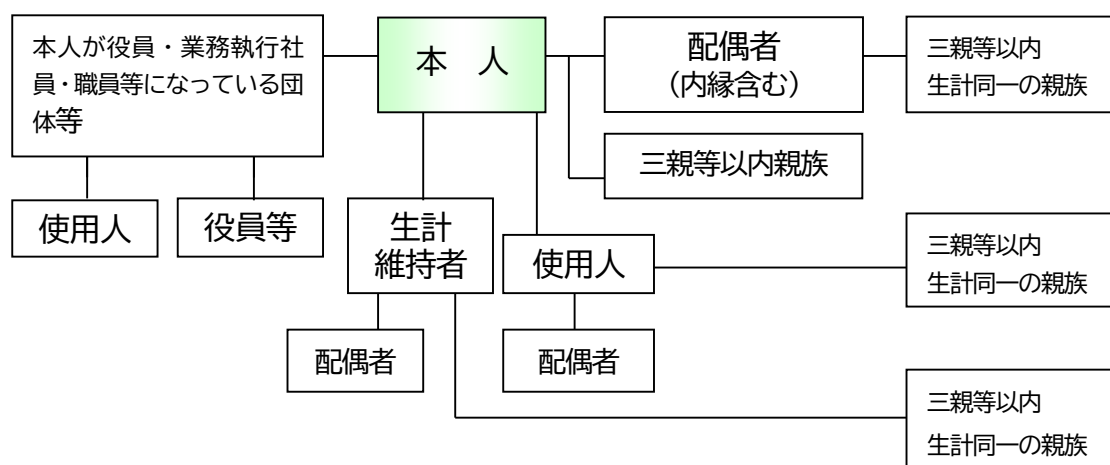 本人が役員・業務執行社
員・職員等になっている団
体等
本　人
配偶者
（内縁含む）
三親等以内
生計同一の親族
三親等以内親族
使用人
役員等
生計
維持者
使用人
三親等以内
生計同一の親族
配偶者
配偶者
三親等以内
生計同一の親族